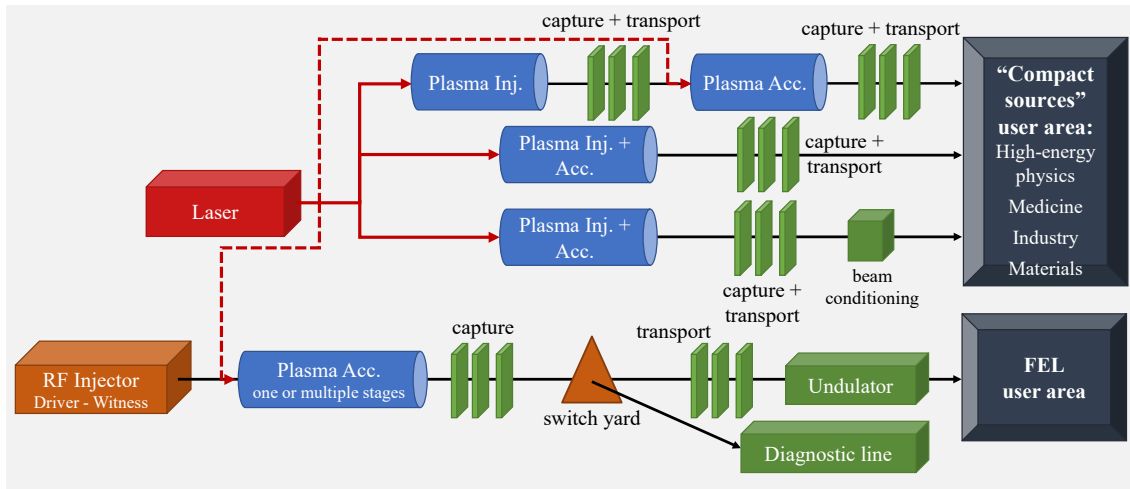 capture + transport
capture + transport
Plasma Inj.
Plasma Acc.
“Compact
sources”
user area:
High-energy
physics
Medicine
Industry
Materials
Plasma Inj. +
Acc.
capture +
transport
Laser
Plasma Inj. +
Acc.
beam
conditioning
capture +
transport
RF Injector
Driver - Witness
Plasma Acc.
one or multiple stages
capture
switch yard
transport
Undulator
FEL
user area
Diagnostic line